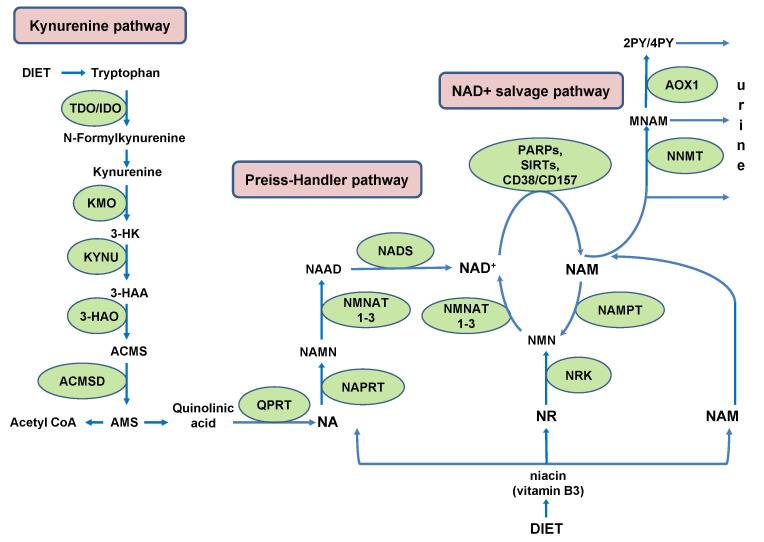 Kynurenine pathway
DIET
Tryptophan
TDO/IDO
N-Formylkynurenine
Kynurenine
KMO
3-HK
KYNU
3-HAA
3-HAO
ACMS
ACMSD
Acetyl CoA
AMS
Quinolinic
acid
QPRT
NA
Preiss-Handler pathway
NAPRT
NAMN
NMNAT
1-3
NAAD
NADS
NAD+ salvage pathway
PARPs,
SIRTs,
CD38/CD157
NAD⁺
NAM
NMNAT
1-3
NAMPT
NMN
NRK
NR
NAM
niacin
(vitamin B3)
DIET
2PY/4PY
AOX1
MNAM
NNMT
u
r
i
n
e